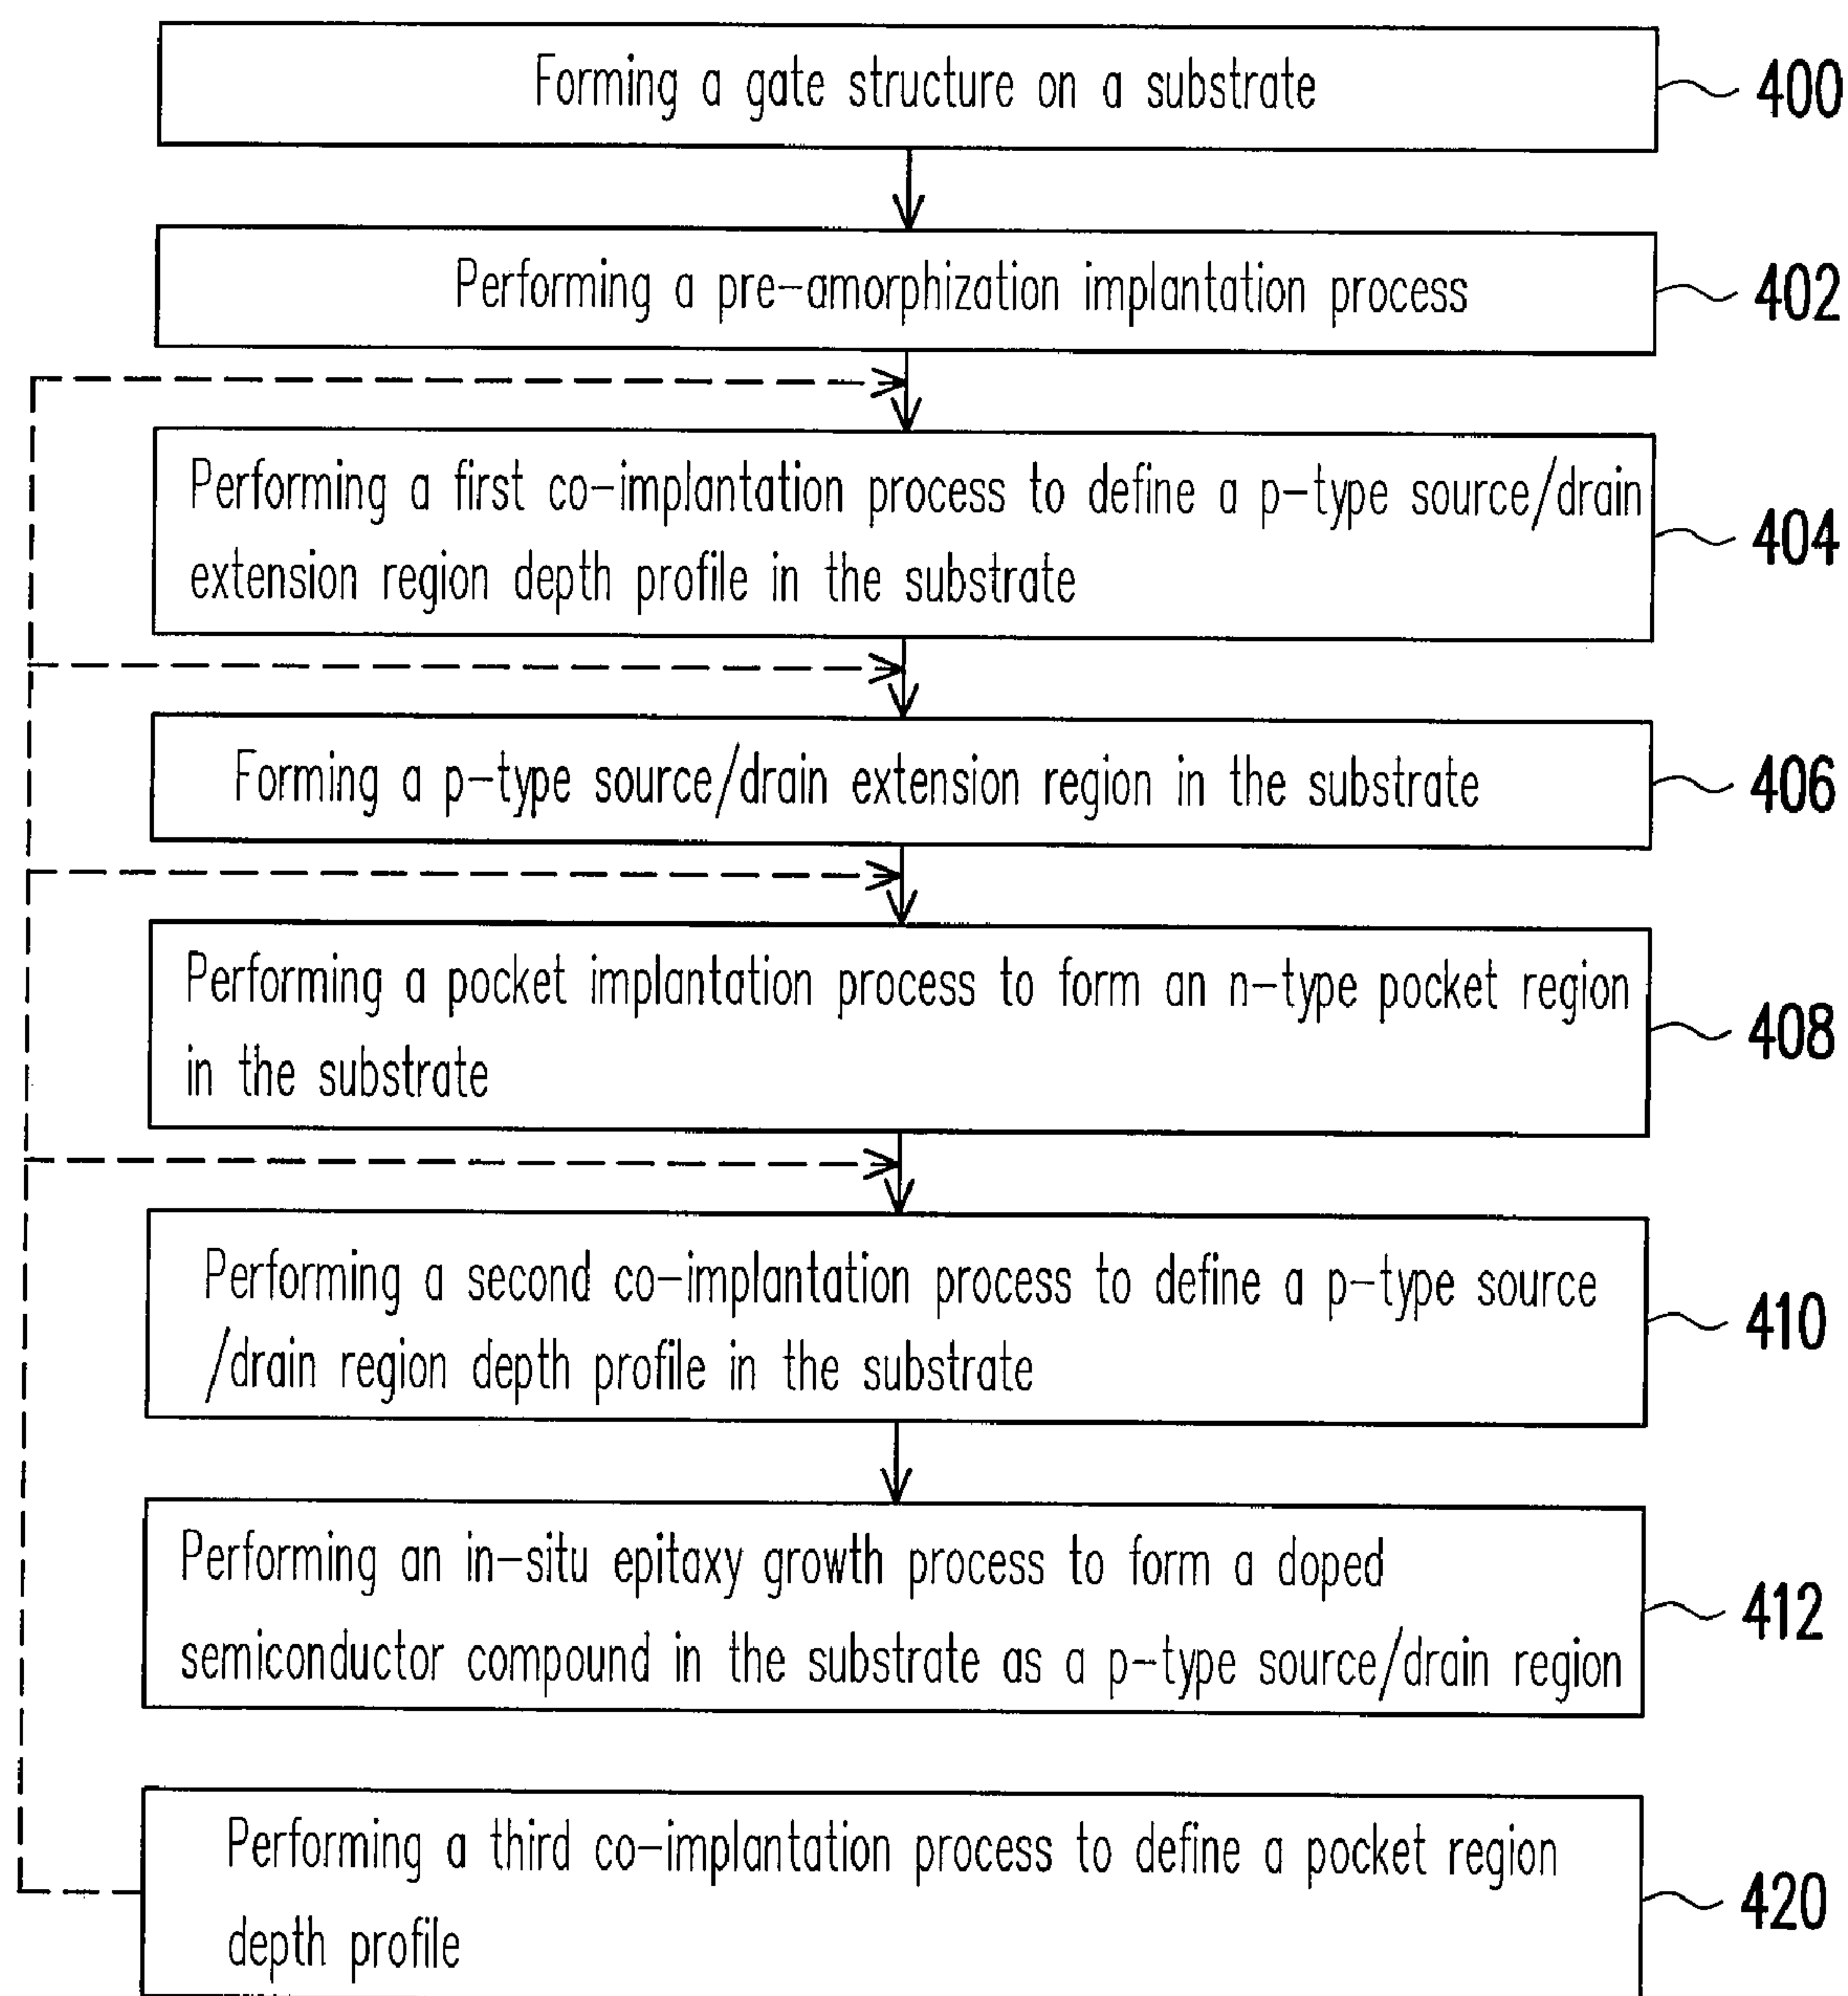 Forming a gate structure on a substrate
400
Performing a pre-amorphization implantation process
402
Performing a first co-implantation process to define a p-type source/drain
extension region depth profile in the substrate
404
Forming a p-type source/drain extension region in the substrate
406
Performing a pocket implantation process to form an n-type pocket region
in the substrate
408
Performing a second co-implantation process to define a p-type source
/drain region depth profile in the substrate
410
Performing an in-situ epitaxy growth process to form a doped
semiconductor compound in the substrate as a p-type source/drain region
412
Performing a third co-implantation process to define a pocket region
depth profile
420